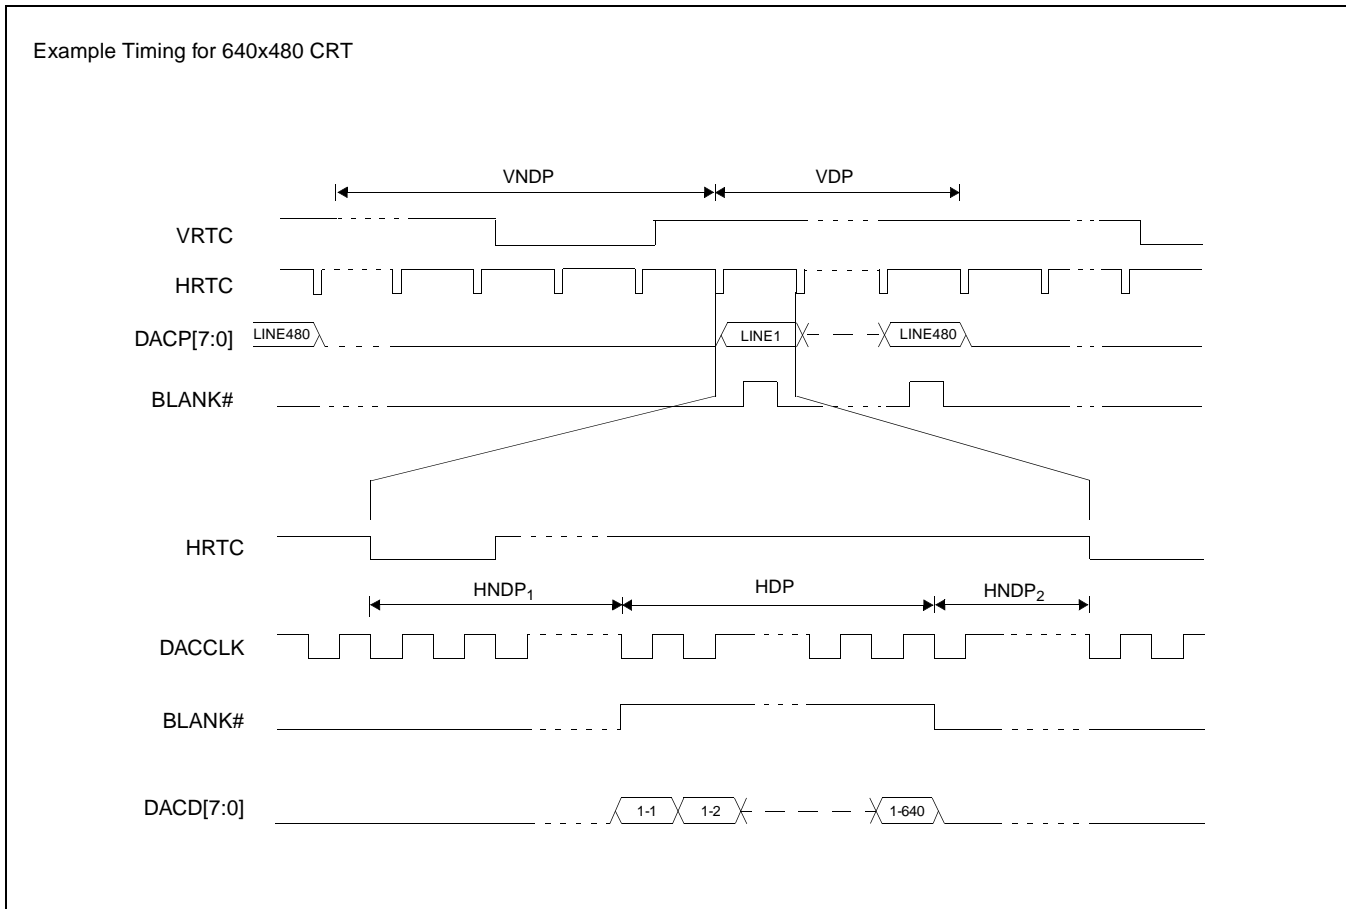 Example Timing for 640x480 CRT
VNDP VDP
VRTC
HRTC
DACP[7:0] LINE480 LINE1 LINE480
BLANK#
HRTC
HNDP1 HDP HNDP2
DACCLK
BLANK#
DACD[7:0] 1-1 1-2 1-640